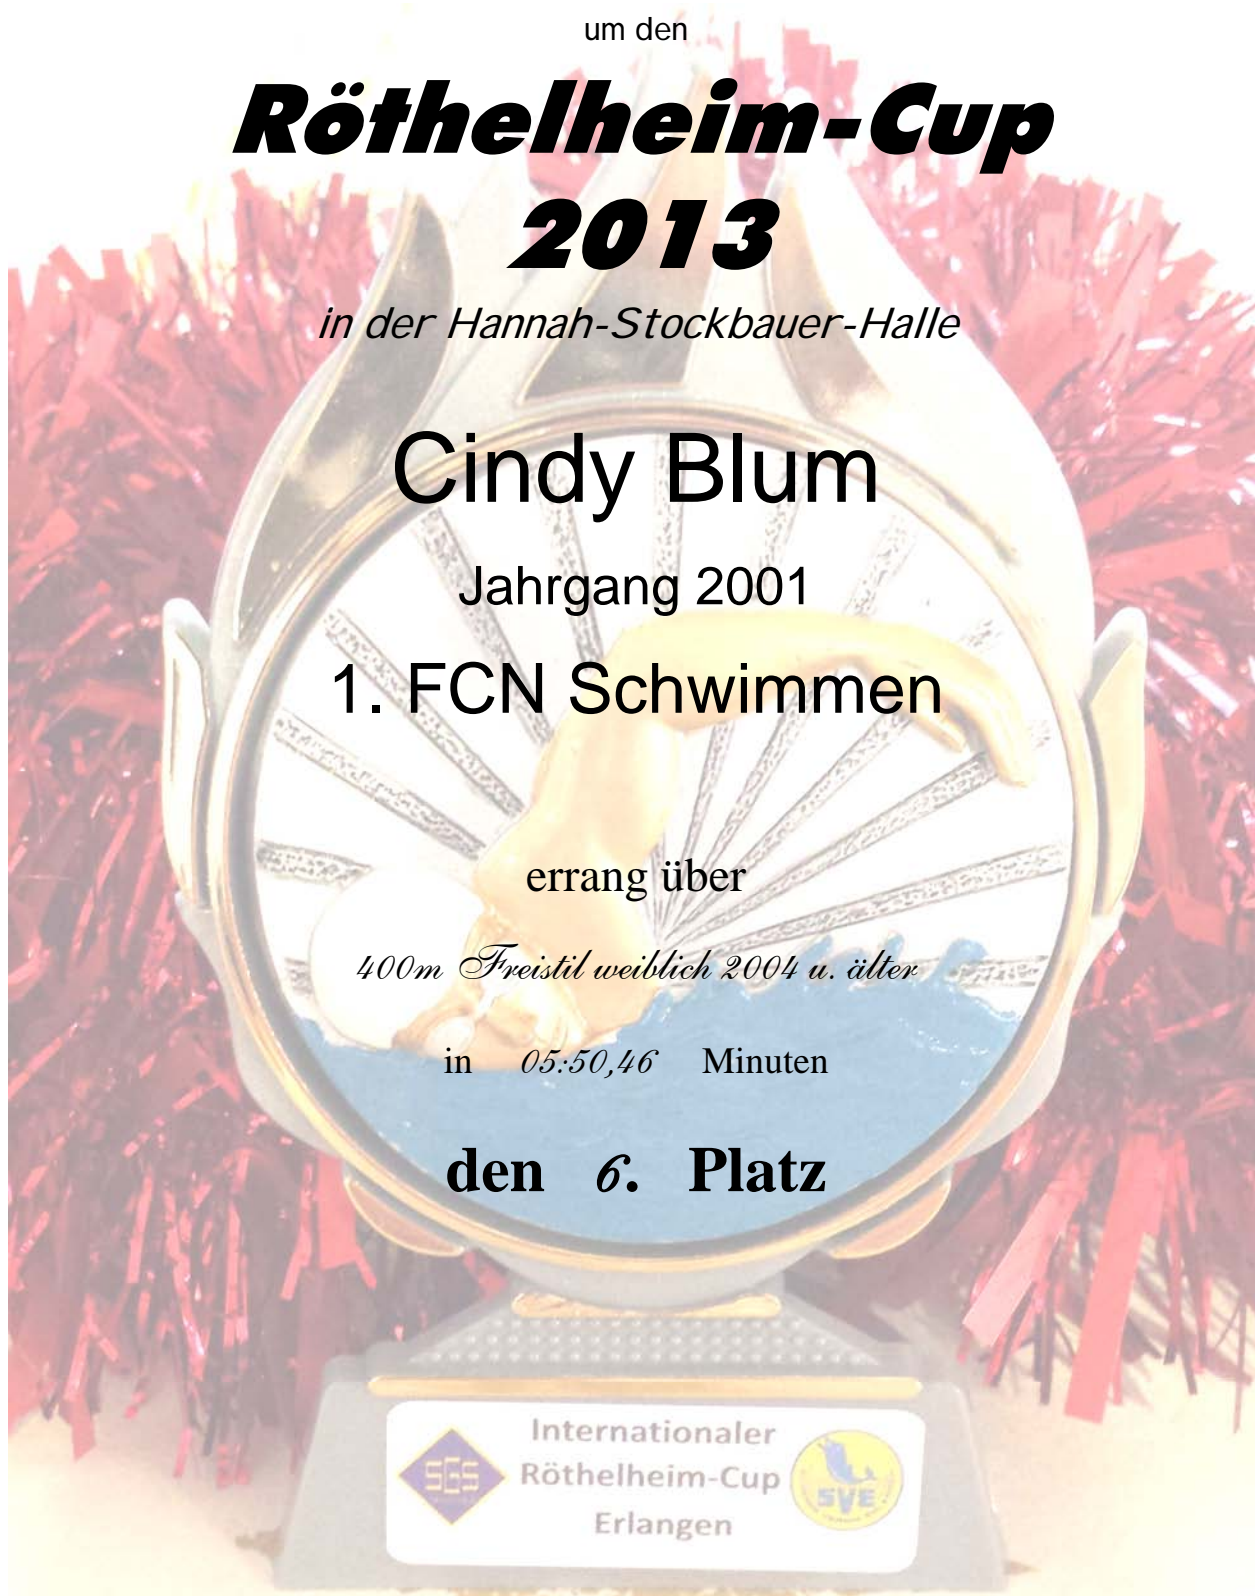 um den
Röthelheim-Cup
2013
in der Hannah-Stockbauer-Halle
Cindy Blum
Jahrgang 2001
1. FCN Schwimmen
errang über
400m Freistil weiblich 2004 u. älter
in 05:50,46 Minuten
den 6. Platz
Internationaler
SGS Röthelheim-Cup SVE
Erlangen